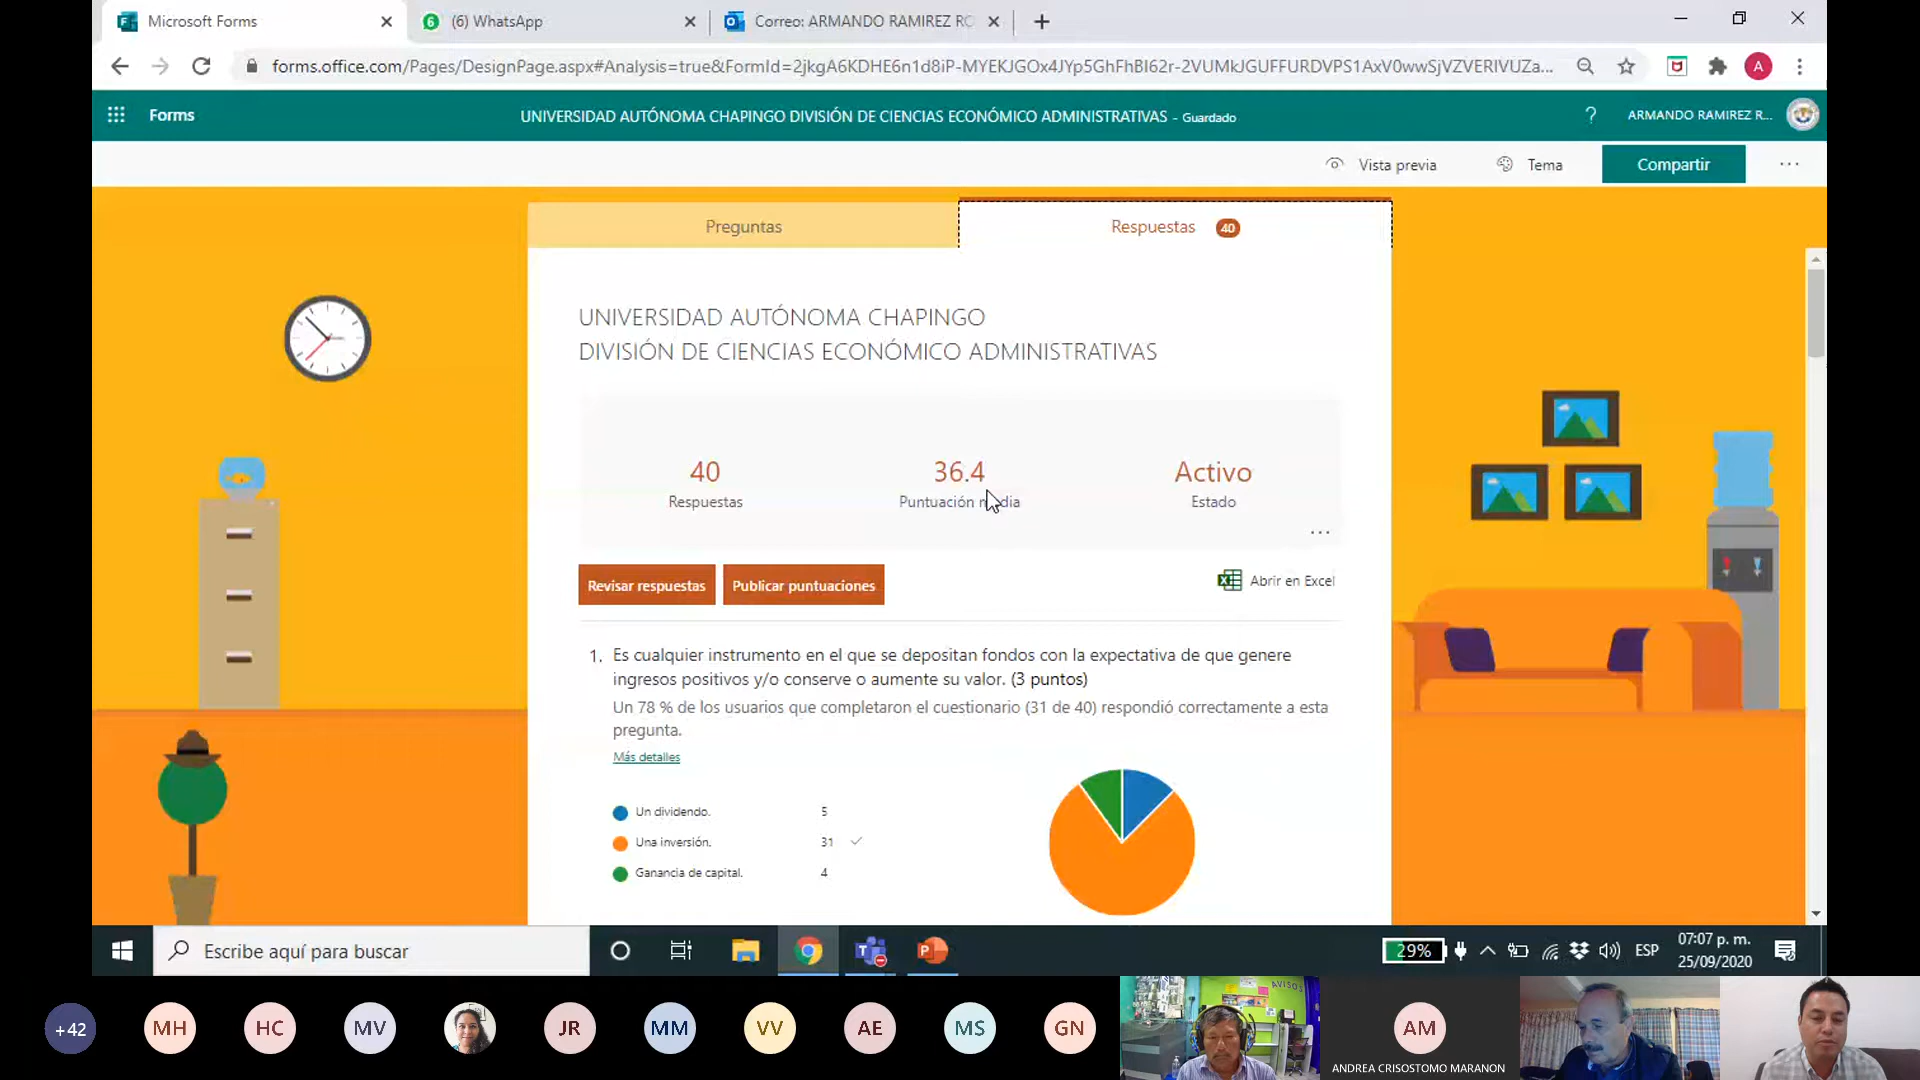 Microsoft Forms
6
(6) WhatsApp
Correo: ARMANDO RAMIREZ RO
forms.office.com/Pages/DesignPage.aspx#Analysis=true&FormId=2jkgA6KDHE6n1d8iP-MYEKJGOx4JYp5GhFhBI62r-2VUMkJGUFFURDVPS1AxV0wwSjVZVERIVUZa...
A
Forms
UNIVERSIDAD AUTÓNOMA CHAPINGO DIVISIÓN DE CIENCIAS ECONÓMICO ADMINISTRATIVAS - Guardado
?
ARMANDO RAMIREZ R...
Vista previa
Tema
Compartir
...
Preguntas
Respuestas 40
UNIVERSIDAD AUTÓNOMA CHAPINGO
DIVISIÓN DE CIENCIAS ECONÓMICO ADMINISTRATIVAS
40
36.4
Activo
Respuestas
Puntuación media
Estado
...
Revisar respuestas
Publicar puntuaciones
Abrir en Excel
1. Es cualquier instrumento en el que se depositan fondos con la expectativa de que genere
ingresos positivos y/o conserve o aumente su valor. (3 puntos)
Un 78 % de los usuarios que completaron el cuestionario (31 de 40) respondió correctamente a esta
pregunta.
Más detalles
Un dividendo. 5
Una inversión. 31
Ganancia de capital. 4
Escribe aquí para buscar
29%
ESP
07:07 p. m.
25/09/2020
+42
MH
HC
MV
JR
MM
VV
AE
MS
GN
AVISOS
AM
ANDREA CRISOSTOMO MARANON